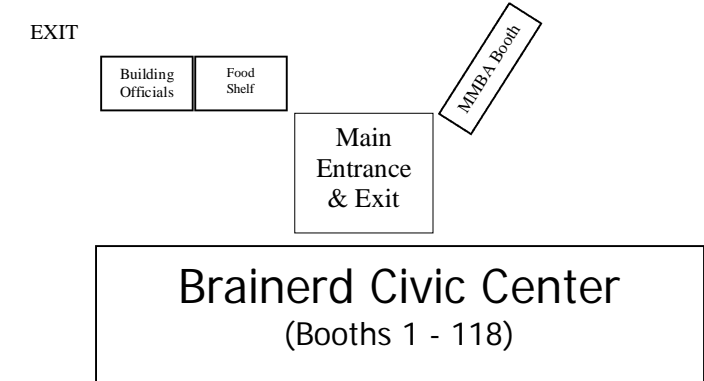 EXIT
Building
Officials
Food
Shelf
MMBA Booth
Main
Entrance
& Exit
Brainerd Civic Center
(Booths 1 - 118)